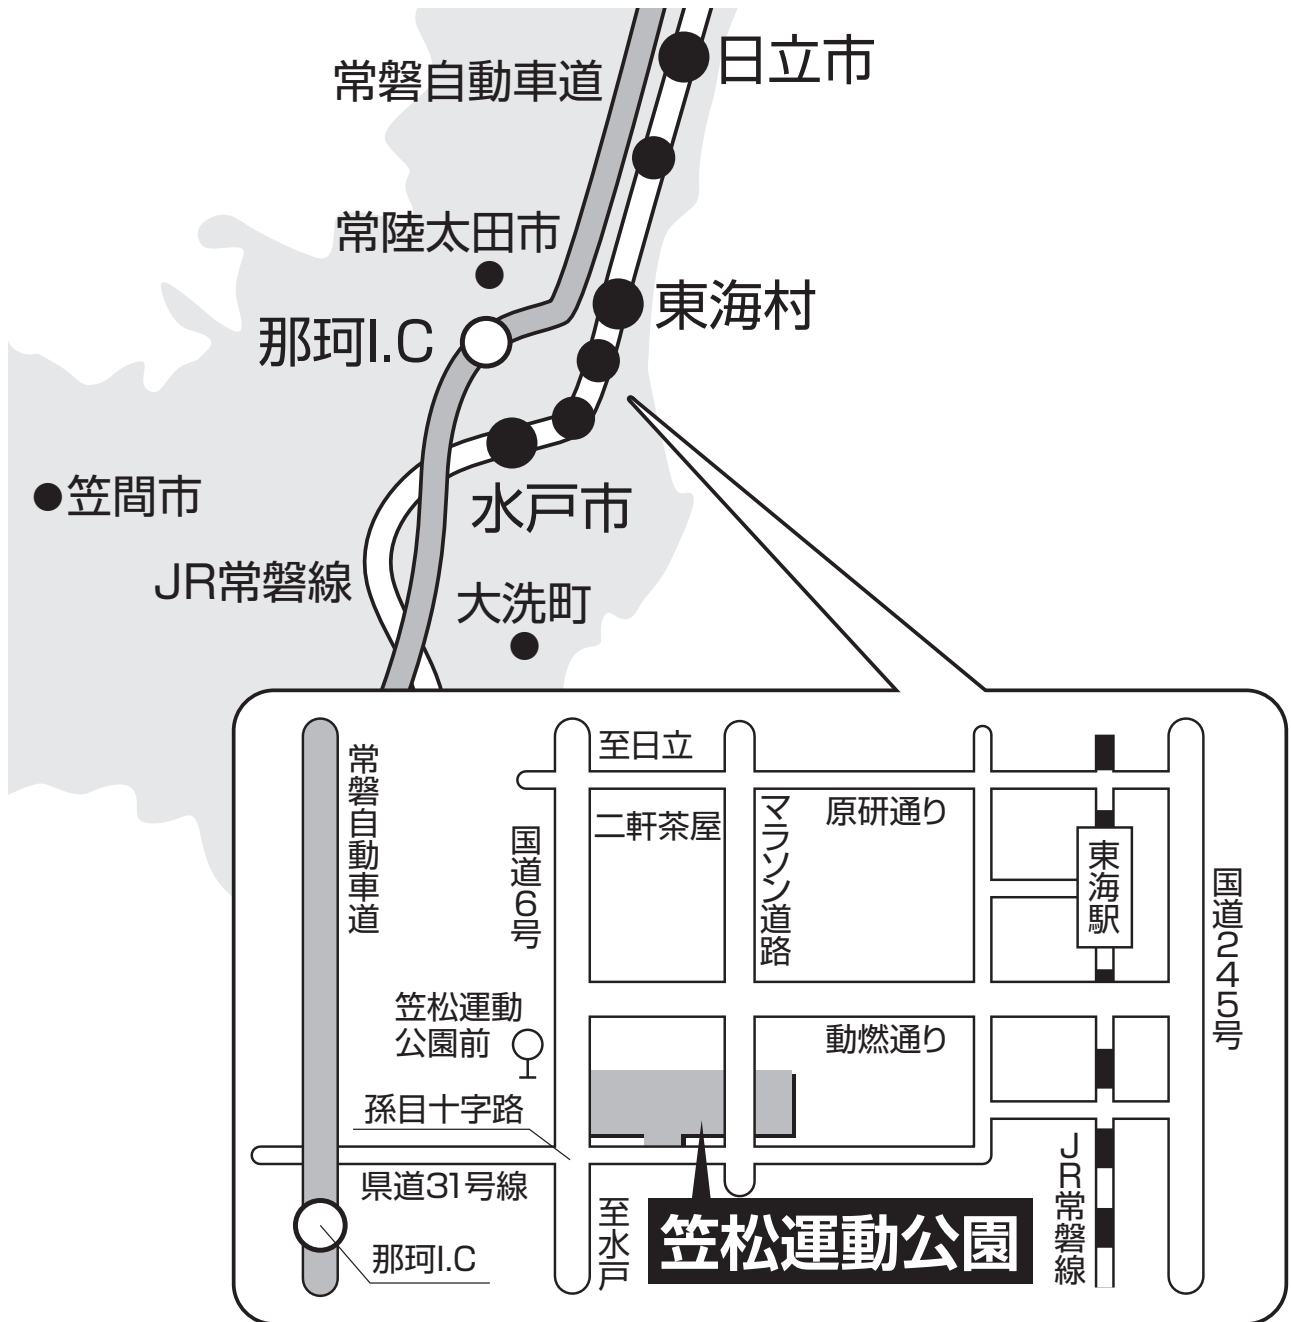 日立市
常磐自動車道
常陸太田市
東海村
那珂I.C
笠間市
水戸市
JR常磐線
大洗町
至日立
常磐自動車道
二軒茶屋
マラソン道路
原研通り
国道6号
東海駅
国道245号
笠松運動
公園前
動燃通り
孫目十字路
県道31号線
JR常磐線
至水戸
笠松運動公園
那珂I.C